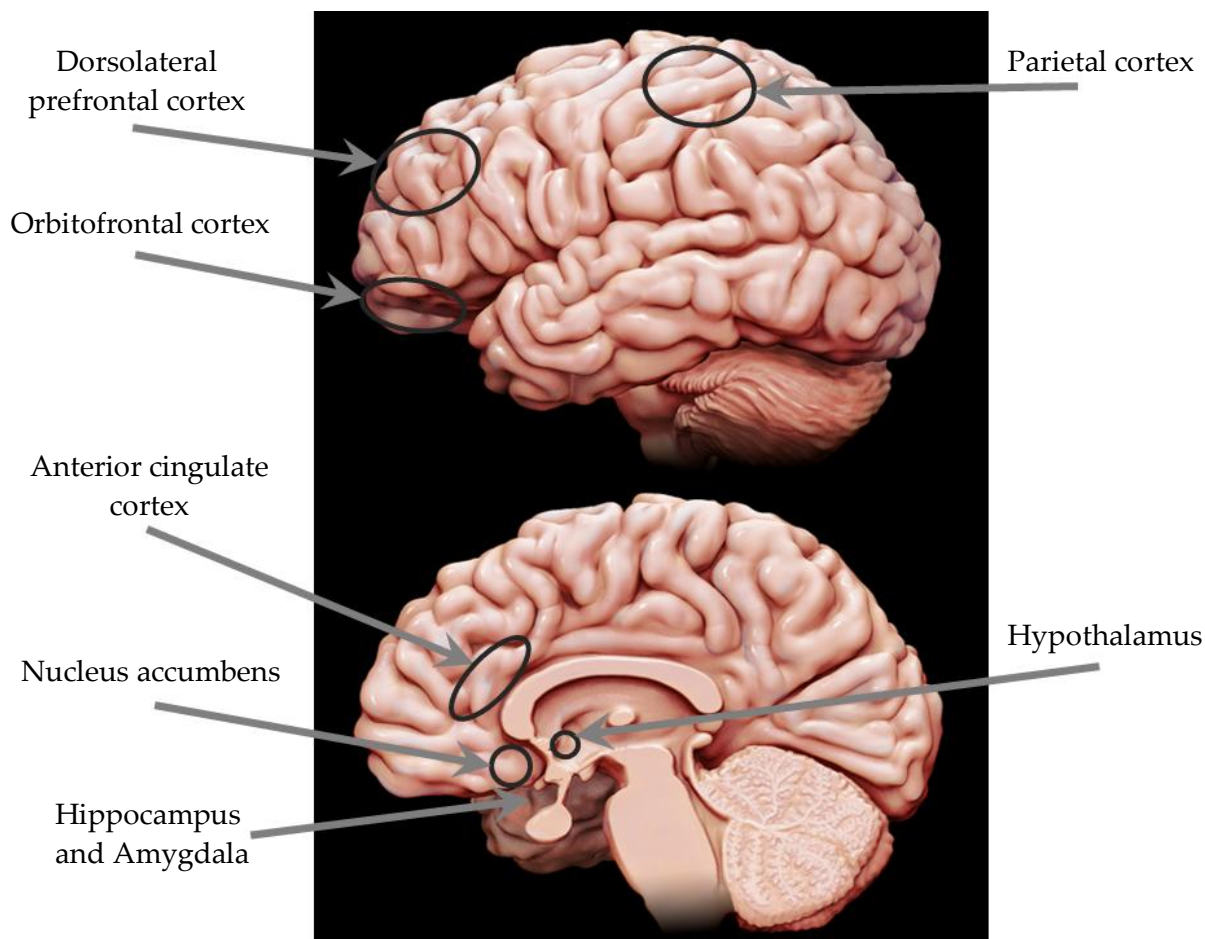 Dorsolateral
prefrontal cortex
Parietal cortex
Orbitofrontal cortex
Anterior cingulate
cortex
Hypothalamus
Nucleus accumbens
Hippocampus
and Amygdala